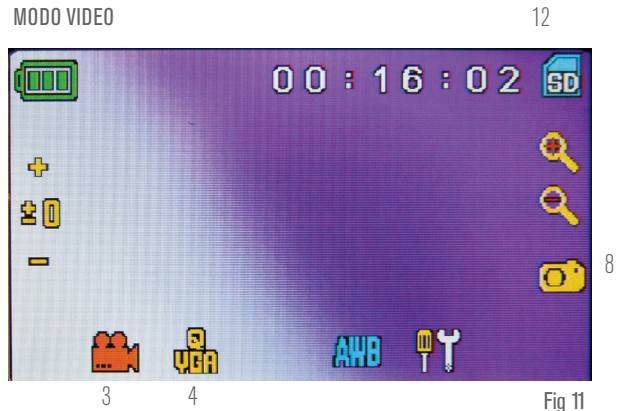 MODO VIDEO 12
00:16:02 SD
±0
8
Q
VGA AWB
3 4 Fig 11